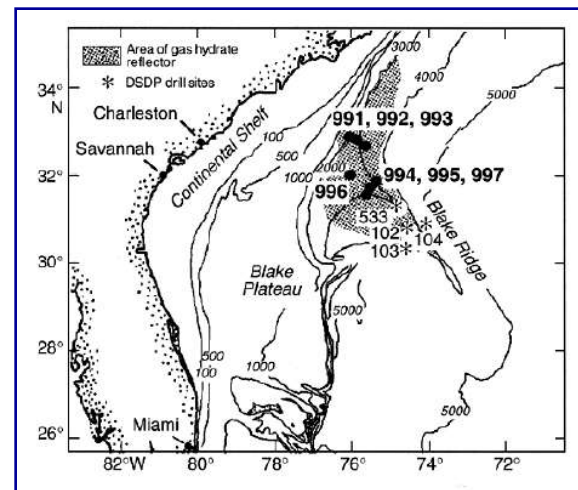 Area of gas hydrate
reflector
DSDP drill sites
34°
N
32°
30°
28°
26°
Charleston
Savannah
Continental Shelf
100
500
1000
2000
3000
4000
5000
991, 992, 993
994, 995, 997
996
533
102
104
103
Blake Ridge
Blake
Plateau
5000
500
100
1000
5000
Miami
82°W
80°
78°
76°
74°
72°